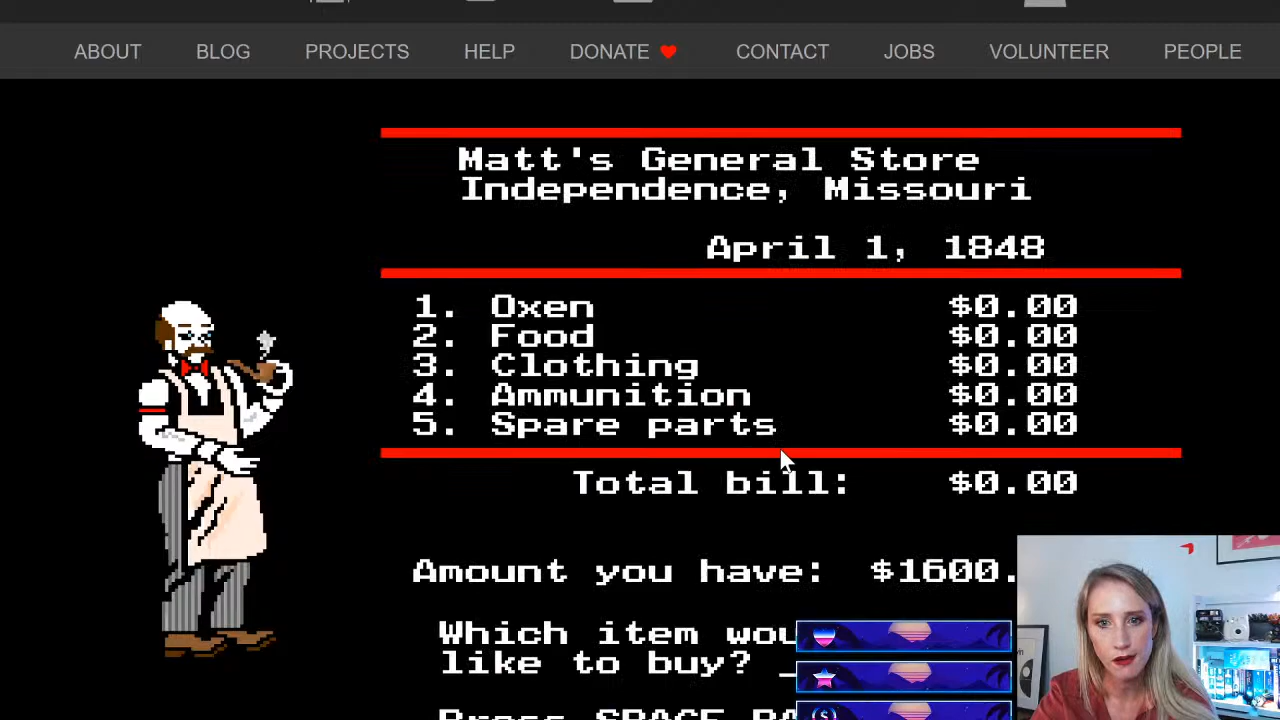 ABOUT BLOG PROJECTS HELP DONATE CONTACT JOBS VOLUNTEER PEOPLE
Matt's General Store
Independence, Missouri
April 1, 1848
1. Oxen $0.00
2. Food $0.00
3. Clothing $0.00
4. Ammunition $0.00
5. Spare parts $0.00
Total bill: $0.00
Amount you have: $1600.
Which item
like to buy? _
Press SPACE